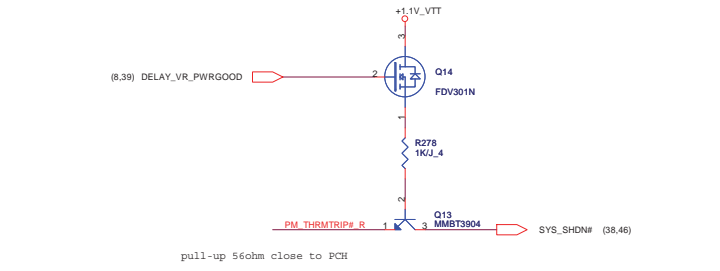 +1.1V_VTT
3
Q14
(8,39) DELAY_VR_PWRGOOD
2
FDV301N
1
R278
1K/J_4
2
Q13
PM_THRMTRIP#_R
1
3
MMBT3904
SYS_SHDN# (38,46)
pull-up 56ohm close to PCH